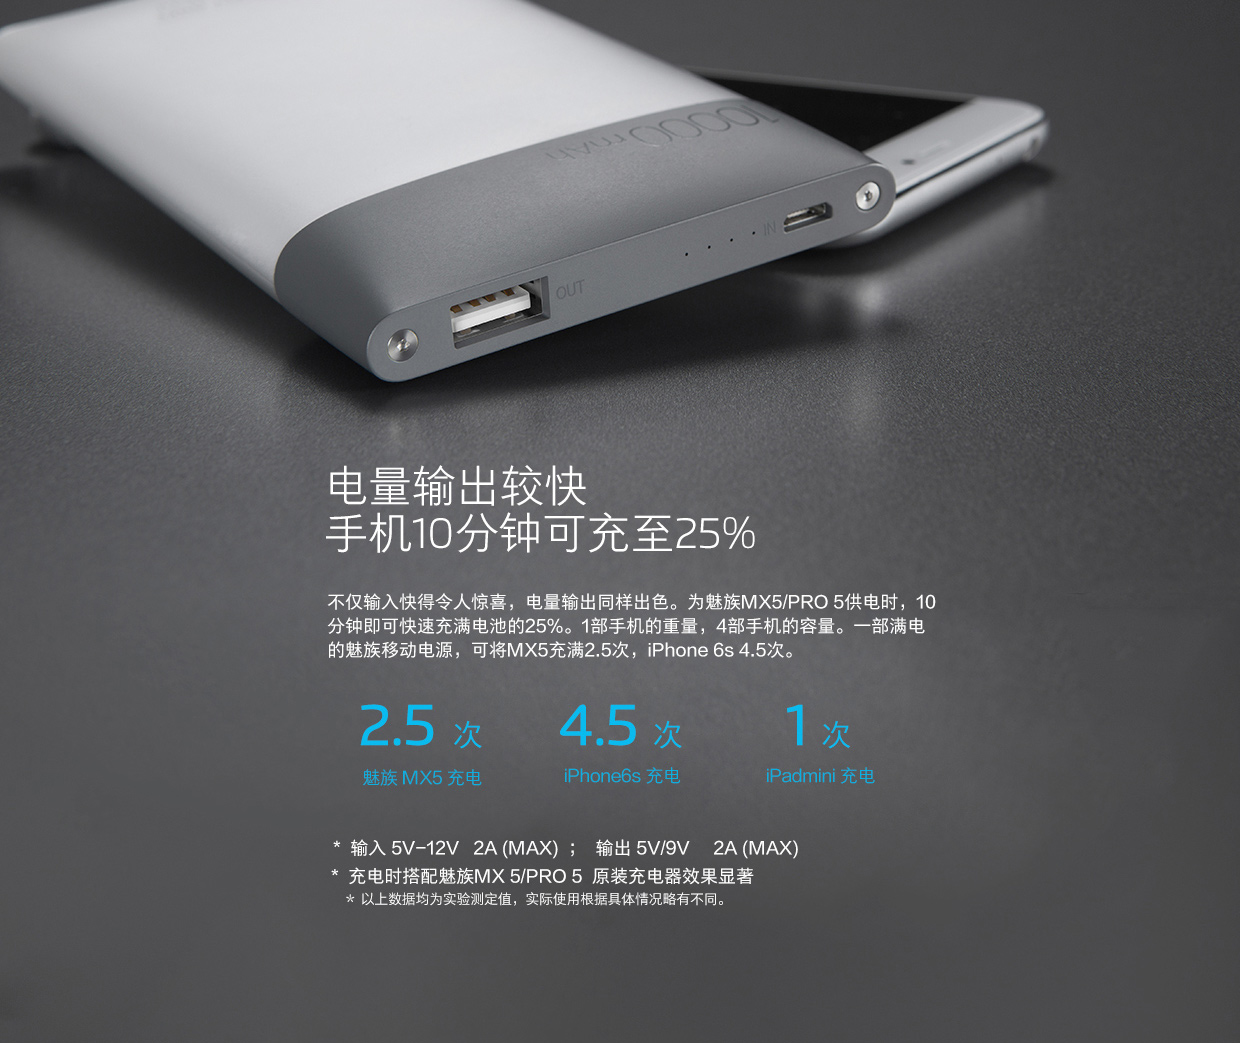 10000mAh
OUT
IN
电量输出较快
手机10分钟可充至25%
不仅输入快得令人惊喜，电量输出同样出色。为魅族MX5/PRO 5供电时，10
分钟即可快速充满电池的25%。1部手机的重量，4部手机的容量。一部满电
的魅族移动电源，可将MX5充满2.5次，iPhone 6s 4.5次。
2.5 次 4.5 次 1 次
魅族 MX5 充电 iPhone6s 充电 iPadmini 充电
* 输入 5V-12V 2A (MAX) ； 输出 5V/9V 2A (MAX)
* 充电时搭配魅族MX 5/PRO 5 原装充电器效果显著
* 以上数据均为实验测定值，实际使用根据具体情况略有不同。